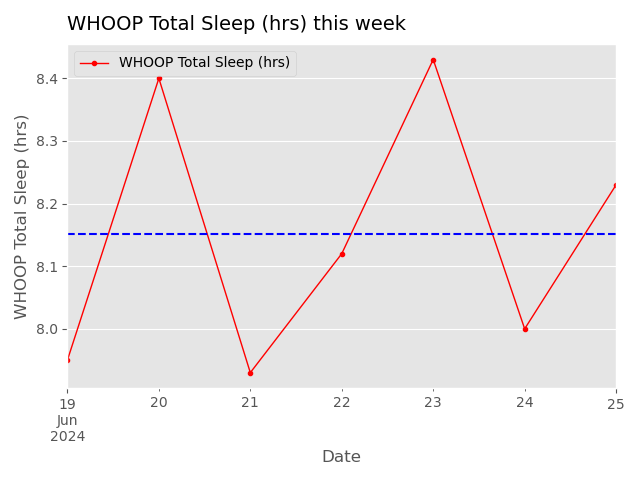 WHOOP Total Sleep (hrs) this week
WHOOP Total Sleep (hrs)
WHOOP Total Sleep (hrs)
8.4
8.3
8.2
8.1
8.0
19 20 21 22 23 24 25
Jun
2024
Date